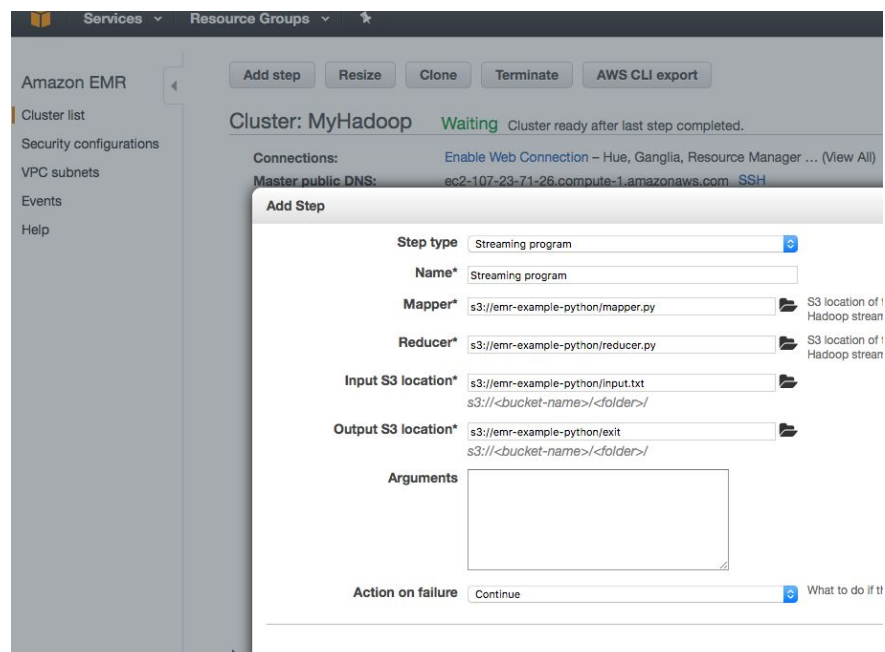 Services
Resource Groups
Amazon EMR
Cluster list
Security configurations
VPC subnets
Events
Help
Add step
Resize
Clone
Terminate
AWS CLI export
Cluster: MyHadoop Waiting Cluster ready after last step completed.
Connections: Enable Web Connection – Hue, Ganglia, Resource Manager ... (View All)
Master public DNS: ec2-107-23-71-26.compute-1.amazonaws.com SSH
Add Step
Step type Streaming program
Name* Streaming program
Mapper* s3://emr-example-python/mapper.py S3 location of
Hadoop stream
Reducer* s3://emr-example-python/reducer.py S3 location of
Hadoop stream
Input S3 location* s3://emr-example-python/input.txt
s3://<bucket-name>/<folder>/
Output S3 location* s3://emr-example-python/exit
s3://<bucket-name>/<folder>/
Arguments
Action on failure Continue What to do if